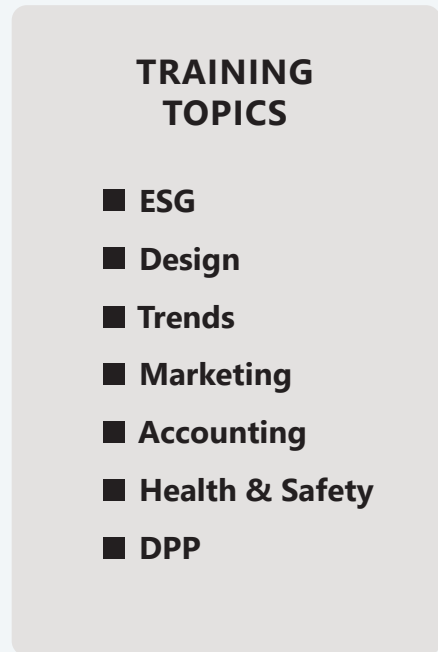 TRAINING
TOPICS
ESG
Design
Trends
Marketing
Accounting
Health & Safety
DPP